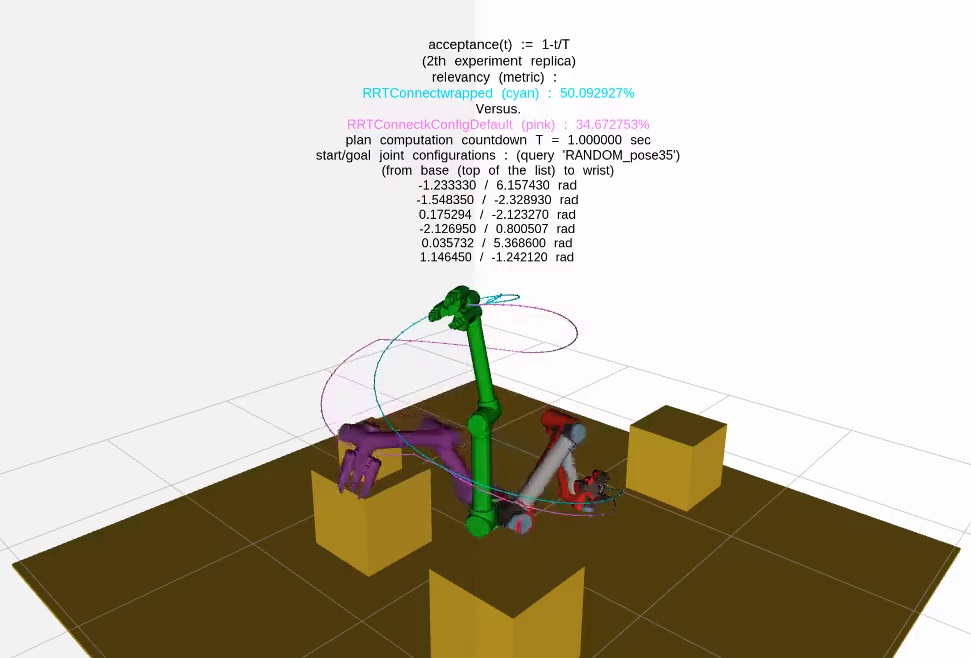 acceptance(t) := 1-t/T
(2th experiment replica)
relevancy (metric) :
RRTConnectwrapped (cyan) : 50.092927%
Versus.
RRTConnectkConfigDefault (pink) : 34.672753%
plan computation countdown T = 1.000000 sec
start/goal joint configurations : (query 'RANDOM_pose35')
(from base (top of the list) to wrist)
-1.233330 / 6.157430 rad
-1.548350 / -2.328930 rad
0.175294 / -2.123270 rad
-2.126950 / 0.800507 rad
0.035732 / 5.368600 rad
1.146450 / -1.242120 rad